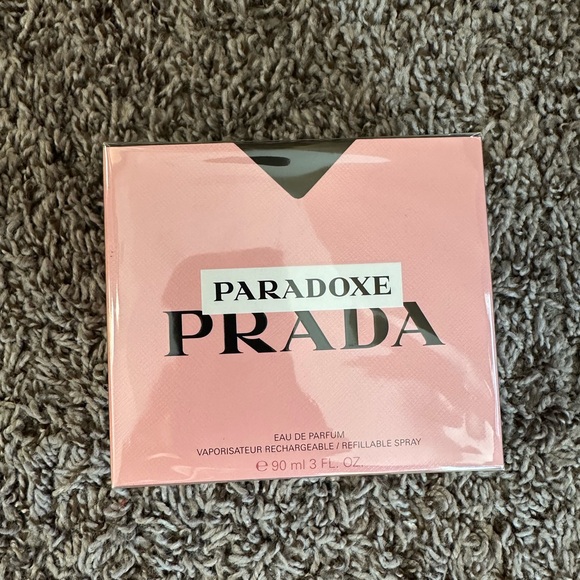 PARADOXE
PRADA
EAU DE PARFUM
VAPORISATEUR RECHARGEABLE / REFILLABLE SPRAY
℮ 90 ml 3 FL. OZ.